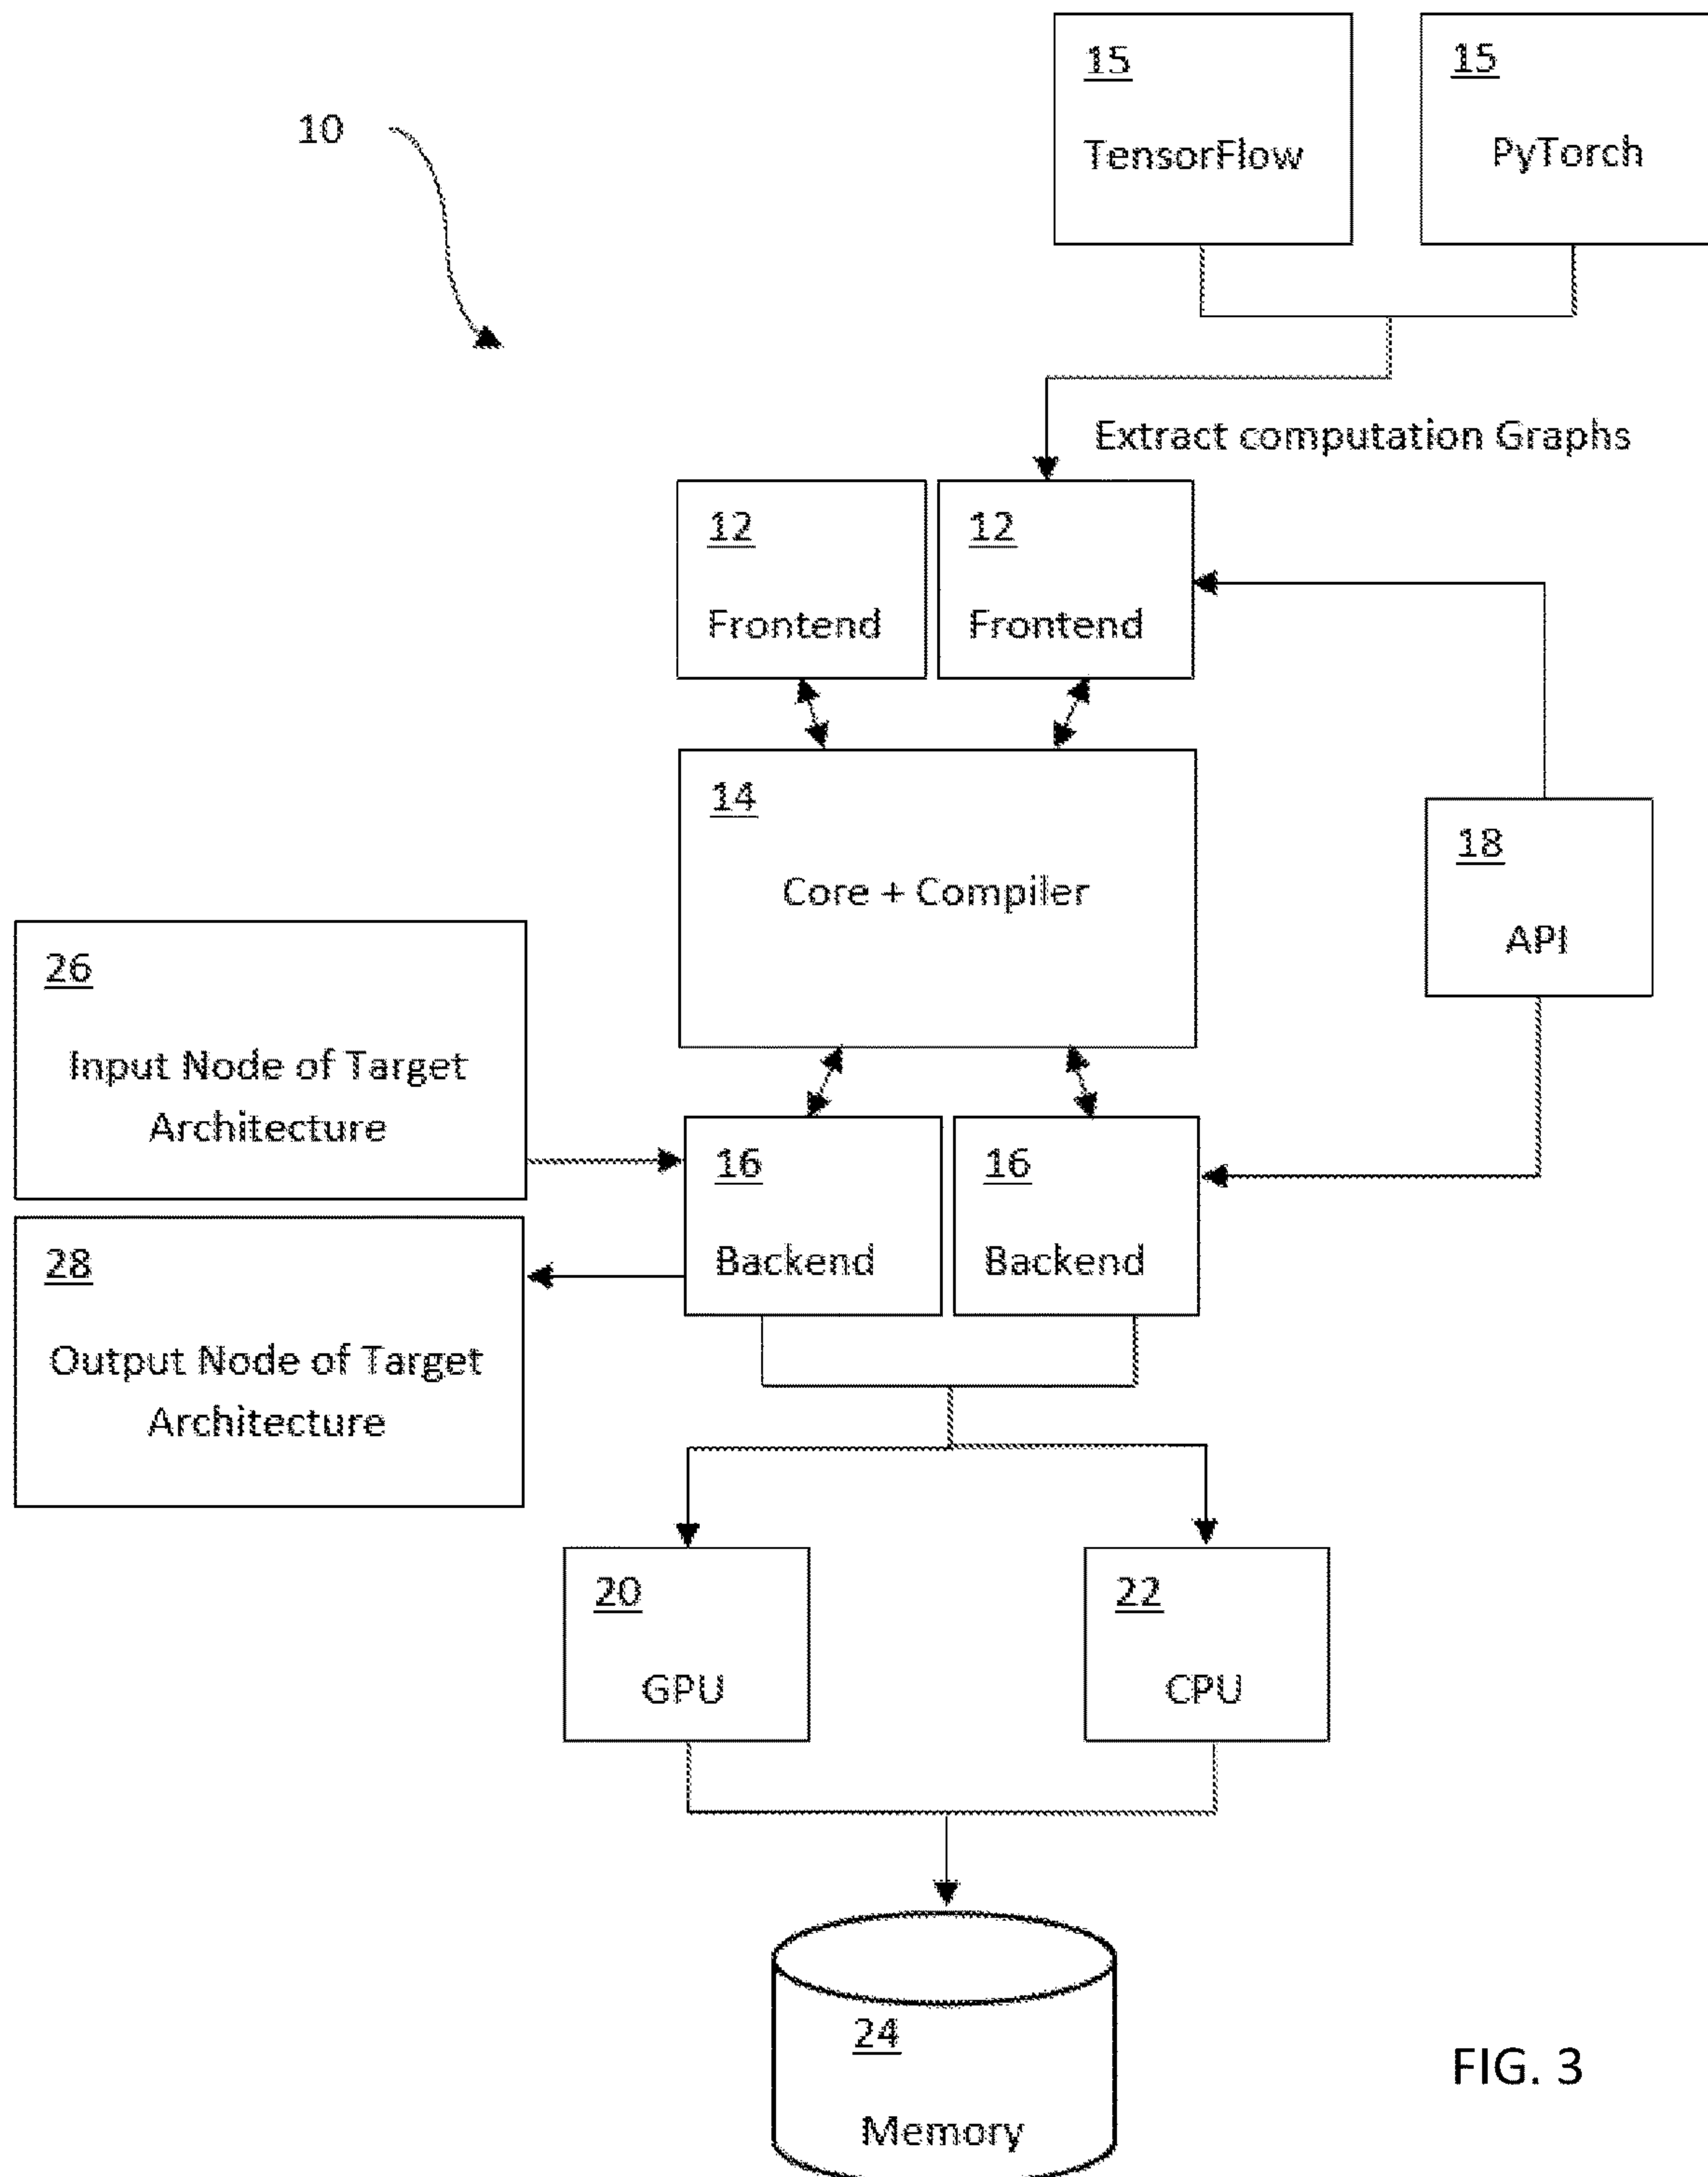 15
TensorFlow
15
PyTorch
10
Extract computation Graphs
12
Frontend
12
Frontend
14
Core + Compiler
18
API
26
Input Node of Target
Architecture
16
Backend
16
Backend
28
Output Node of Target
Architecture
20
GPU
22
CPU
24
Memory
FIG. 3